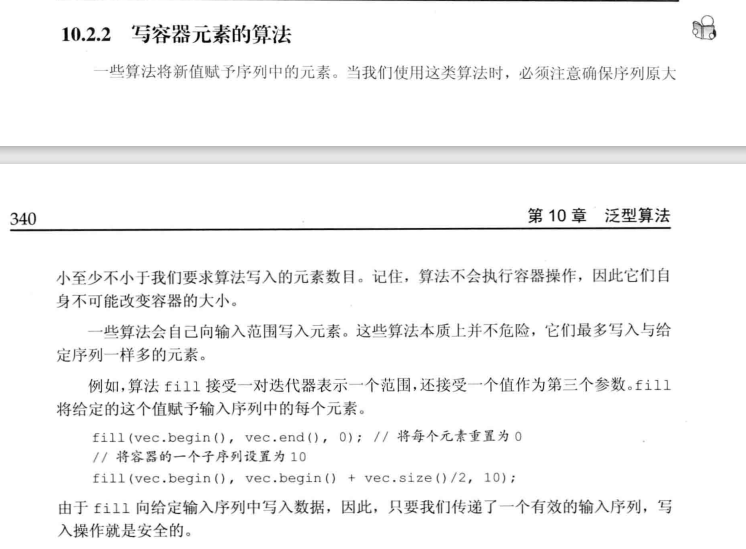 10.2.2 写容器元素的算法
一些算法将新值赋予序列中的元素。当我们使用这类算法时，必须注意确保序列原大
340
第 10 章 泛型算法
小至少不小于我们要求算法写入的元素数目。记住，算法不会执行容器操作，因此它们自
身不可能改变容器的大小。
一些算法会自己向输入范围写入元素。这些算法本质上并不危险，它们最多写入与给
定序列一样多的元素。
例如，算法 fill 接受一对迭代器表示一个范围，还接受一个值作为第三个参数。fill
将给定的这个值赋予输入序列中的每个元素。
fill(vec.begin(), vec.end(), 0); // 将每个元素重置为 0
// 将容器的一个子序列设置为 10
fill(vec.begin(), vec.begin() + vec.size()/2, 10);
由于 fill 向给定输入序列中写入数据，因此，只要我们传递了一个有效的输入序列，写
入操作就是安全的。